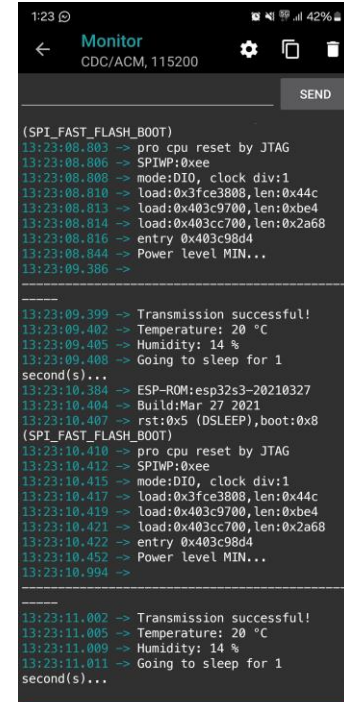 1:23 42%
Monitor
CDC/ACM, 115200
SEND
(SPI_FAST_FLASH_BOOT)
13:23:08.803 -> pro cpu reset by JTAG
13:23:08.806 -> SPIWP:0xee
13:23:08.808 -> mode:DIO, clock div:1
13:23:08.810 -> load:0x3fce3808,len:0x44c
13:23:08.813 -> load:0x403c9700,len:0xbe4
13:23:08.814 -> load:0x403cc700,len:0x2a68
13:23:08.816 -> entry 0x403c98d4
13:23:08.844 -> Power level MIN...
13:23:09.386 ->
--------------------------------------------
-----
13:23:09.399 -> Transmission successful!
13:23:09.402 -> Temperature: 20 °C
13:23:09.405 -> Humidity: 14 %
13:23:09.408 -> Going to sleep for 1
second(s)...
13:23:10.384 -> ESP-ROM:esp32s3-20210327
13:23:10.404 -> Build:Mar 27 2021
13:23:10.407 -> rst:0x5 (DSLEEP),boot:0x8
(SPI_FAST_FLASH_BOOT)
13:23:10.410 -> pro cpu reset by JTAG
13:23:10.412 -> SPIWP:0xee
13:23:10.415 -> mode:DIO, clock div:1
13:23:10.417 -> load:0x3fce3808,len:0x44c
13:23:10.419 -> load:0x403c9700,len:0xbe4
13:23:10.421 -> load:0x403cc700,len:0x2a68
13:23:10.422 -> entry 0x403c98d4
13:23:10.452 -> Power level MIN...
13:23:10.994 ->
--------------------------------------------
-----
13:23:11.002 -> Transmission successful!
13:23:11.005 -> Temperature: 20 °C
13:23:11.009 -> Humidity: 14 %
13:23:11.011 -> Going to sleep for 1
second(s)...